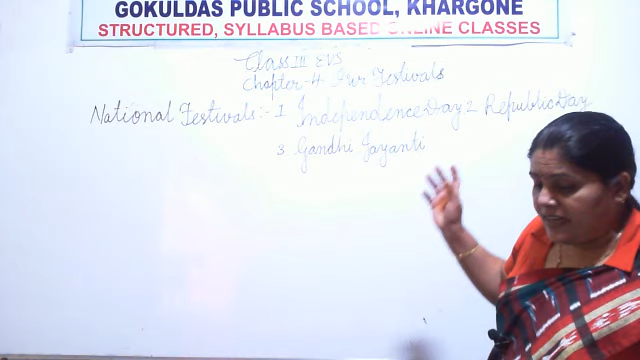 GOKULDAS PUBLIC SCHOOL, KHARGONE
STRUCTURED, SYLLABUS BASED ONLINE CLASSES
Class III EVS
Chapter-4 Our Festivals
National Festivals:- 1 Independence Day 2 Republic Day
3 Gandhi Jayanti